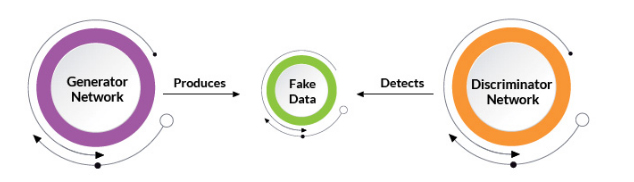 Generator
Network
Produces
Fake
Data
Detects
Discriminator
Network